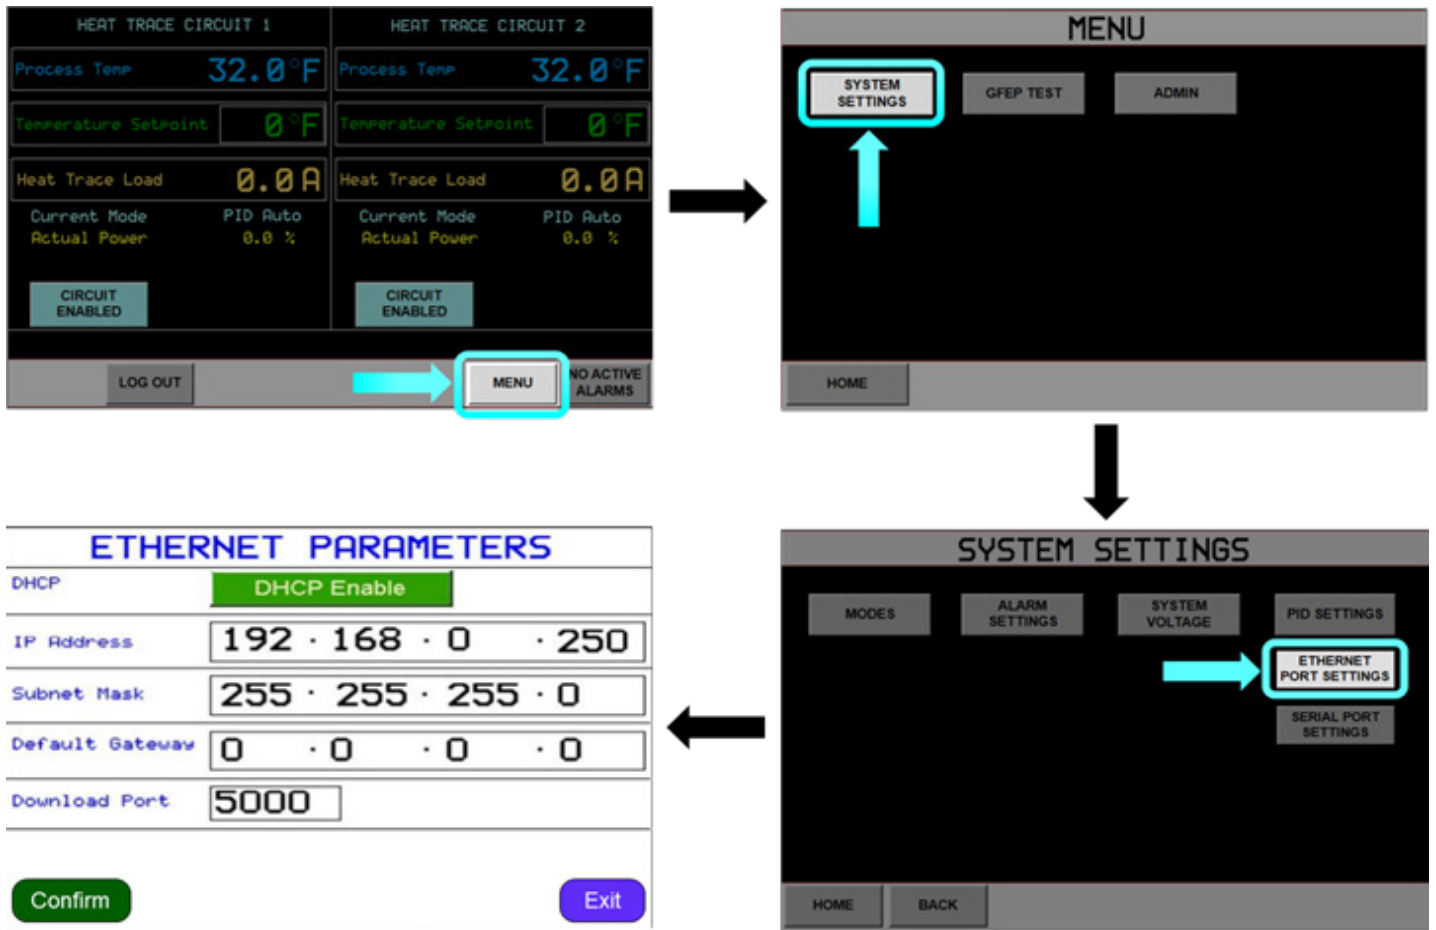 HEAT TRACE CIRCUIT 1
Process Temp 32.0°F
Temperature Setpoint 0°F
Heat Trace Load 0.0A
Current Mode PID Auto
Actual Power 0.0 %
CIRCUIT
ENABLED
HEAT TRACE CIRCUIT 2
Process Temp 32.0°F
Temperature Setpoint 0°F
Heat Trace Load 0.0A
Current Mode PID Auto
Actual Power 0.0 %
CIRCUIT
ENABLED
LOG OUT
MENU
NO ACTIVE
ALARMS
MENU
SYSTEM
SETTINGS
GFEP TEST
ADMIN
HOME
SYSTEM SETTINGS
MODES
ALARM
SETTINGS
SYSTEM
VOLTAGE
PID SETTINGS
ETHERNET
PORT SETTINGS
SERIAL PORT
SETTINGS
HOME
BACK
ETHERNET PARAMETERS
DHCP DHCP Enable
IP Address 192 · 168 · 0 · 250
Subnet Mask 255 · 255 · 255 · 0
Default Gateway 0 · 0 · 0 · 0
Download Port 5000
Confirm
Exit